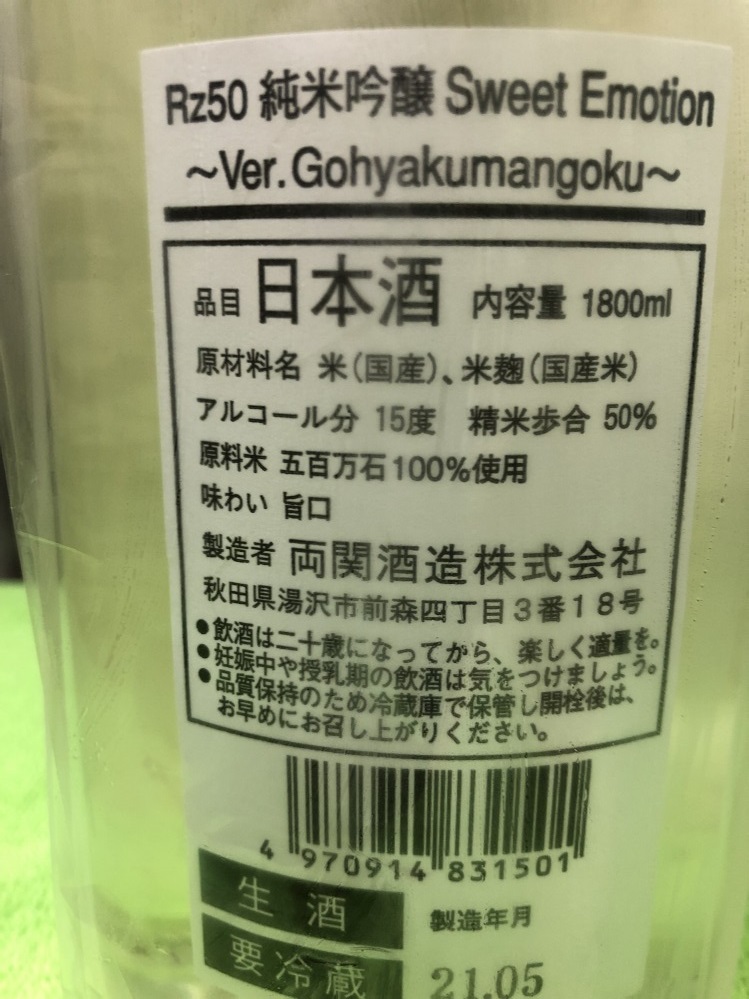 Rz50 純米吟醸 Sweet Emotion
～Ver.Gohyakumangoku～
品目 日本酒 内容量 1800ml
原材料名 米(国産)、米麹(国産米)
アルコール分 15度 精米歩合 50%
原料米 五百万石100%使用
味わい 旨口
製造者 両関酒造株式会社
秋田県湯沢市前森四丁目3番18号
●飲酒は二十歳になってから、楽しく適量を。
●妊娠中や授乳期の飲酒は気をつけましょう。
●品質保持のため冷蔵庫で保管し開栓後は、
お早めにお召し上がりください。
4 970914 831501
生酒 製造年月
要冷蔵 21.05